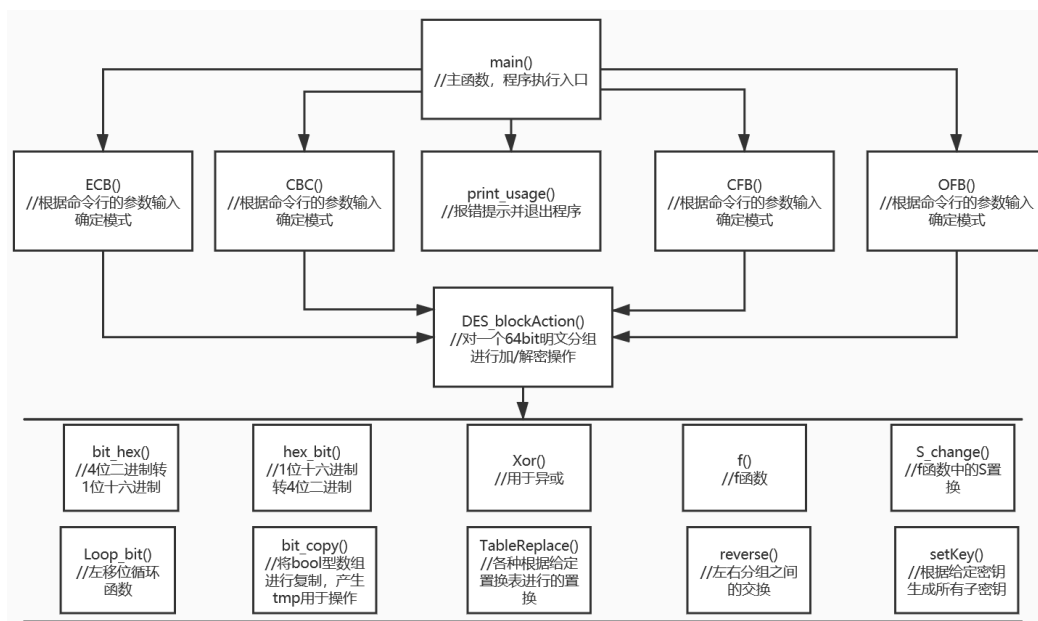 main()
//主函数，程序执行入口
ECB()
//根据命令行的参数输入
确定模式
CBC()
//根据命令行的参数输入
确定模式
print_usage()
//报错提示并退出程序
CFB()
//根据命令行的参数输入
确定模式
OFB()
//根据命令行的参数输入
确定模式
DES_blockAction()
//对一个64bit明文分组
进行加/解密操作
bit_hex()
//4位二进制转
1位十六进制
hex_bit()
//1位十六进制
转4位二进制
Xor()
//用于异或
f()
//f函数
S_change()
//f函数中的S置
换
Loop_bit()
//左移位循环
函数
bit_copy()
//将bool型数组
进行复制，产生
tmp用于操作
TableReplace()
//各种根据给定
置换表进行的置
换
reverse()
//左右分组之间
的交换
setKey()
//根据给定密钥
生成所有子密钥